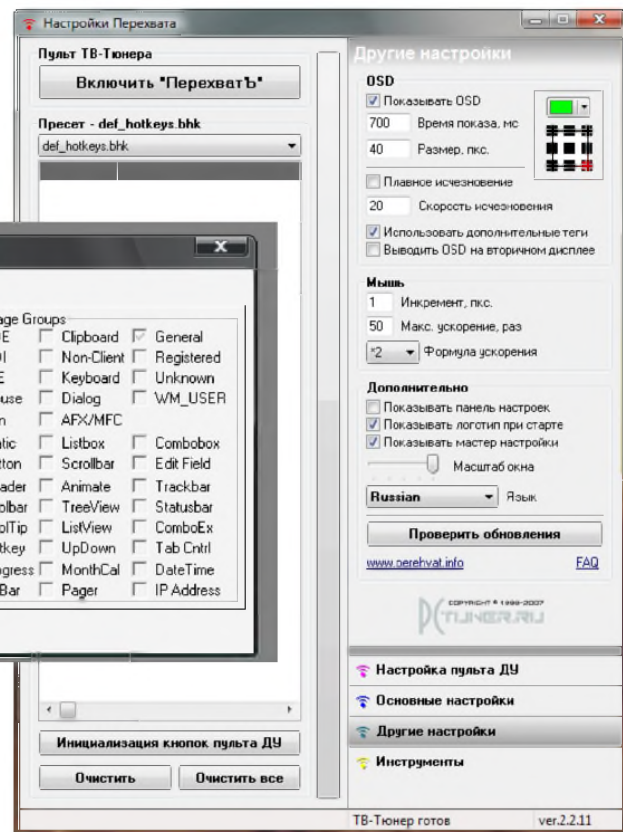 Настройки Перехвата
Пульт ТВ-Тюнера
Включить "ПерехватЪ"
Пресет - def_hotkeys.bhk
def_hotkeys.bhk
age Groups
Clipboard General
Non-Client Registered
Keyboard Unknown
Dialog WM_USER
AFX/MFC
Listbox Combobox
Scrollbar Edit Field
Animate Trackbar
TreeView Statusbar
ListView ComboEx
UpDown Tab Cntrl
MonthCal DateTime
Pager IP Address
Инициализация кнопок пульта ДУ
Очистить Очистить все
Другие настройки
OSD
Показывать OSD
700 Время показа, мс
40 Размер, пкс.
Плавное исчезновение
20 Скорость исчезновения
Использовать дополнительные теги
Выводить OSD на вторичном дисплее
Мышь
1 Инкремент, пкс.
50 Макс. ускорение, раз
*2 Формула ускорения
Дополнительно
Показывать панель настроек
Показывать логотип при старте
Показывать мастер настройки
Масштаб окна
Russian Язык
Проверить обновления
www.perehvat.info FAQ
COPYRIGHT © 1999-2007
TUNER.RU
Настройка пульта ДУ
Основные настройки
Другие настройки
Инструменты
ТВ-Тюнер готов ver.2.2.11